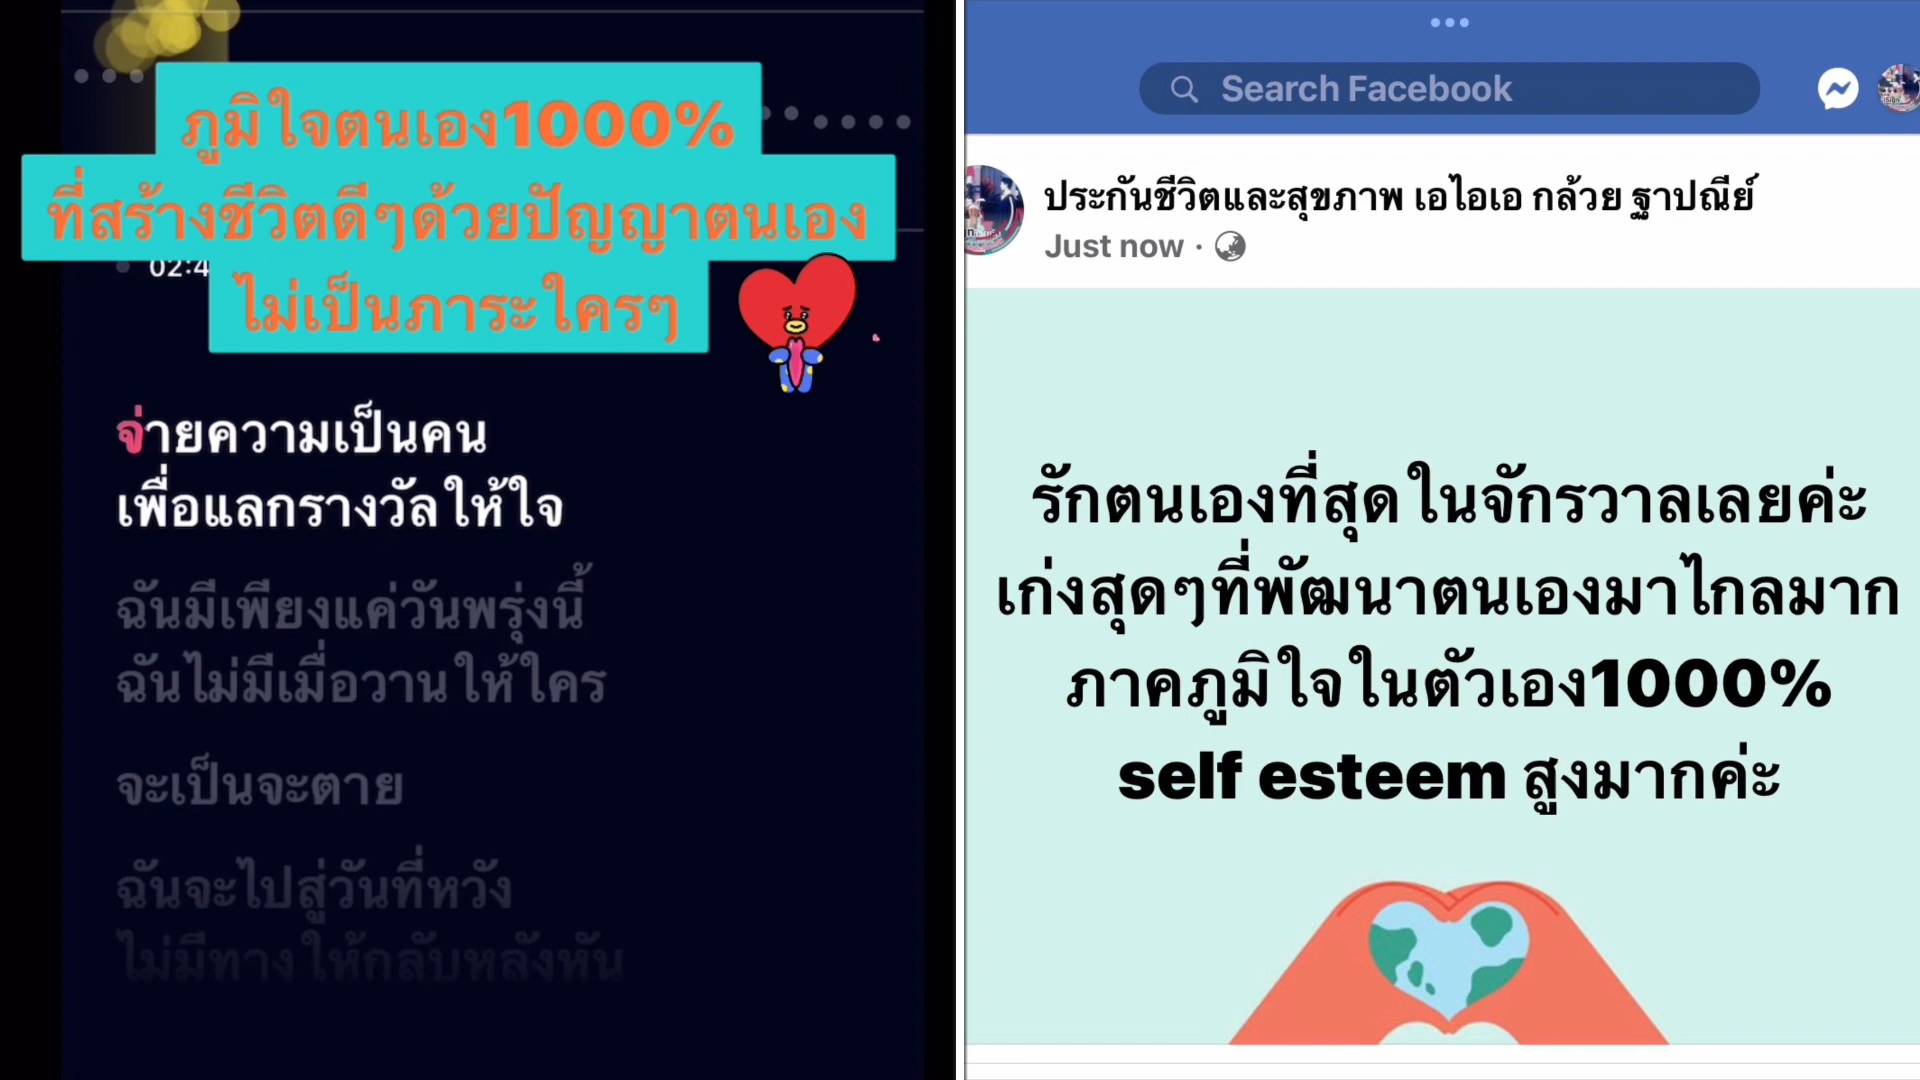 ภูมิใจตนเอง1000%
ที่สร้างชีวิตดีๆด้วยปัญญาตนเอง
ไม่เป็นภาระใครๆ
02:4
จ่ายความเป็นคน
เพื่อแลกรางวัลให้ใจ
ฉันมีเพียงแค่วันพรุ่งนี้
ฉันไม่มีเมื่อวานให้ใคร
จะเป็นจะตาย
ฉันจะไปสู่วันที่หวัง
ไม่มีทางให้กลับหลังหัน
Search Facebook
ประกันชีวิตและสุขภาพ เอไอเอ กล้วย ฐาปณีย์
Just now ·
รักตนเองที่สุดในจักรวาลเลยค่ะ
เก่งสุดๆที่พัฒนาตนเองมาไกลมาก
ภาคภูมิใจในตัวเอง1000%
self esteem สูงมากค่ะ